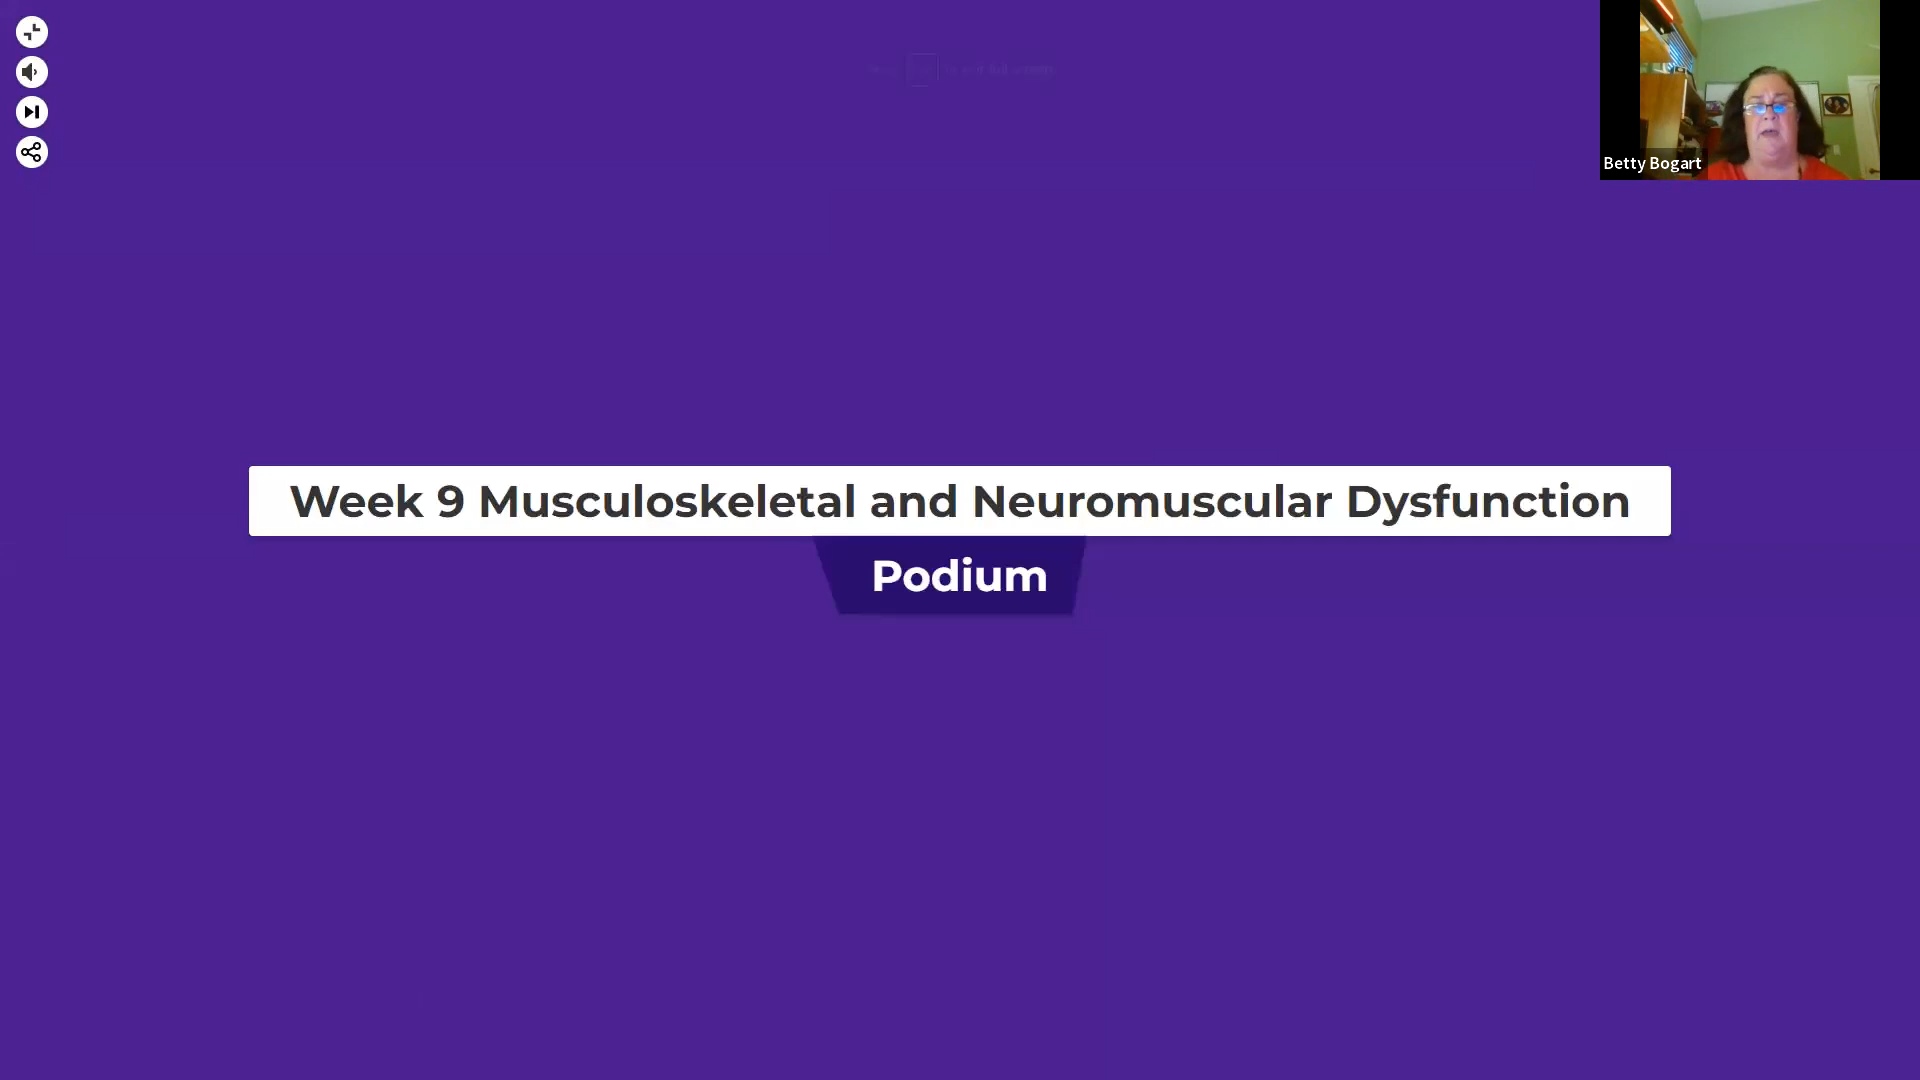 Betty Bogart
Week 9 Musculoskeletal and Neuromuscular Dysfunction
Podium